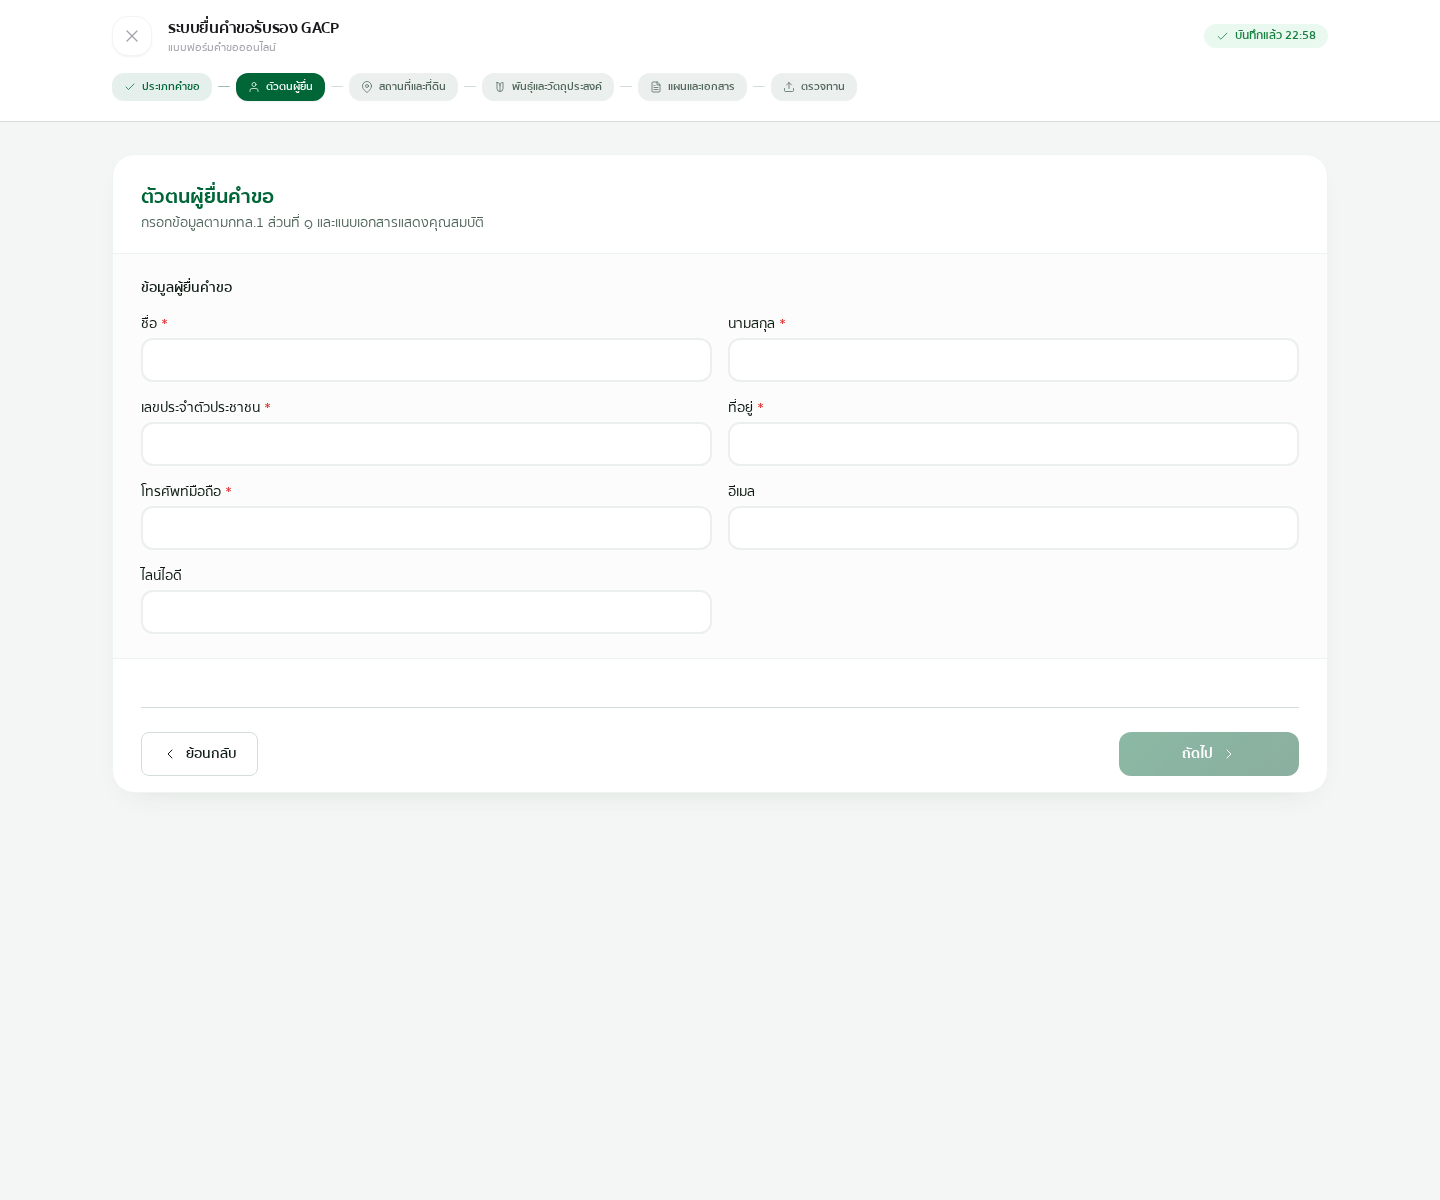 ระบบยื่นคำขอรับรอง GACP
แบบฟอร์มคำขอออนไลน์
บันทึกแล้ว 22:58
ประเภทคำขอ
ตัวตนผู้ยื่น
สถานที่และที่ดิน
พันธุ์และวัตถุประสงค์
แผนและเอกสาร
ตรวจทาน
ตัวตนผู้ยื่นคำขอ
กรอกข้อมูลตามกทล.1 ส่วนที่ ๑ และแนบเอกสารแสดงคุณสมบัติ
ข้อมูลผู้ยื่นคำขอ
ชื่อ *
นามสกุล *
เลขประจำตัวประชาชน *
ที่อยู่ *
โทรศัพท์มือถือ *
อีเมล
ไลน์ไอดี
ย้อนกลับ
ถัดไป